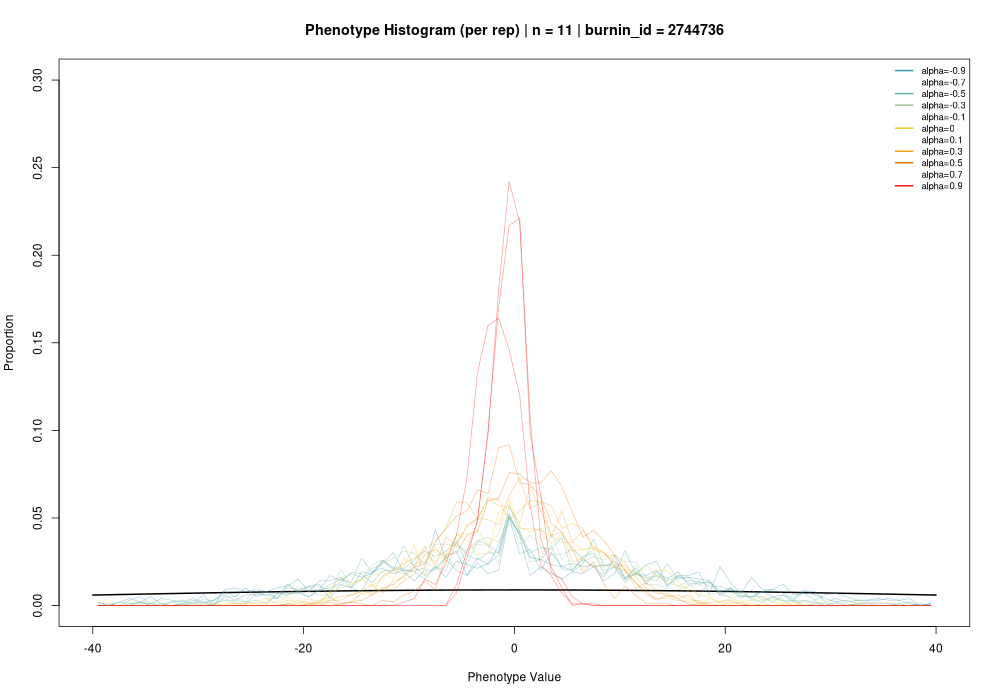 Phenotype Histogram (per rep) | n = 11 | burnin_id = 2744736
alpha=-0.9
alpha=-0.7
alpha=-0.5
alpha=-0.3
alpha=-0.1
alpha=0
alpha=0.1
alpha=0.3
alpha=0.5
alpha=0.7
alpha=0.9
Proportion
0.30
0.25
0.20
0.15
0.10
0.05
0.00
-40
-20
0
20
40
Phenotype Value